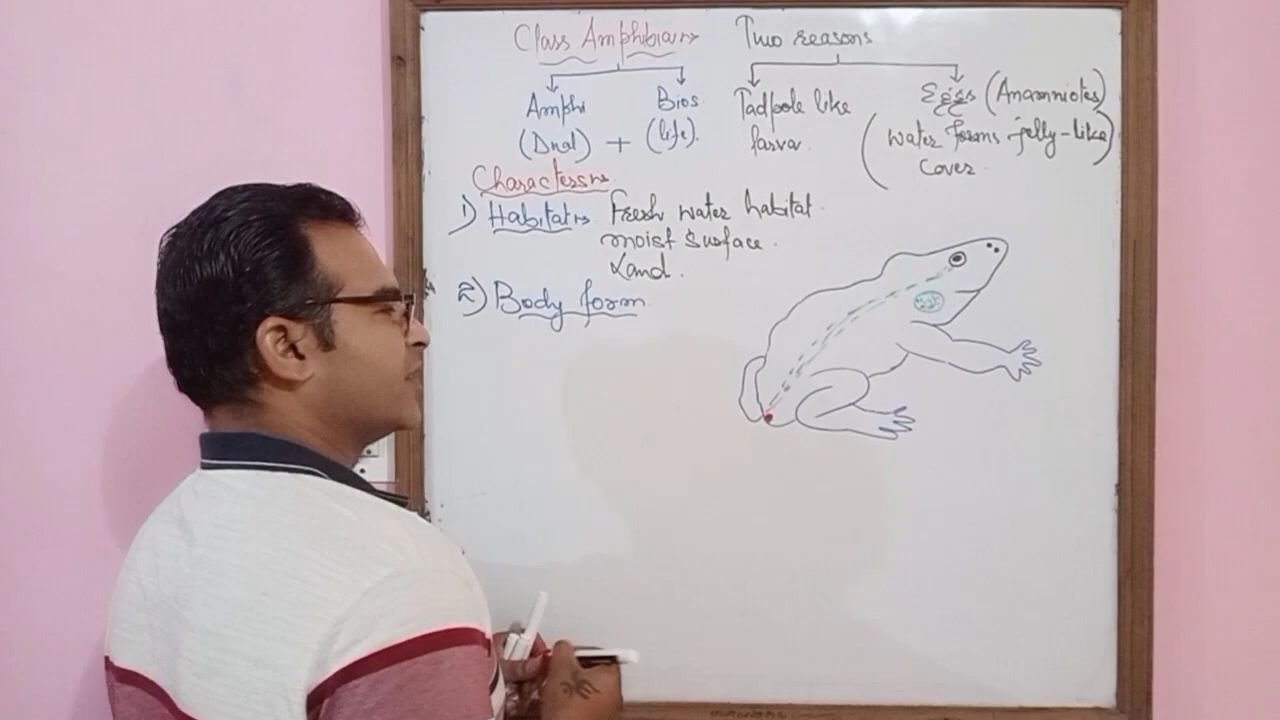 Class Amphibians Two reasons
Amphi Bios Tadpole like Eggs (Anamniotes)
(Dual) + (life). larva. (Water forms jelly-like)
cover.
Characters
1) Habitat Fresh water habitat.
moist Surface.
Land.
2) Body form